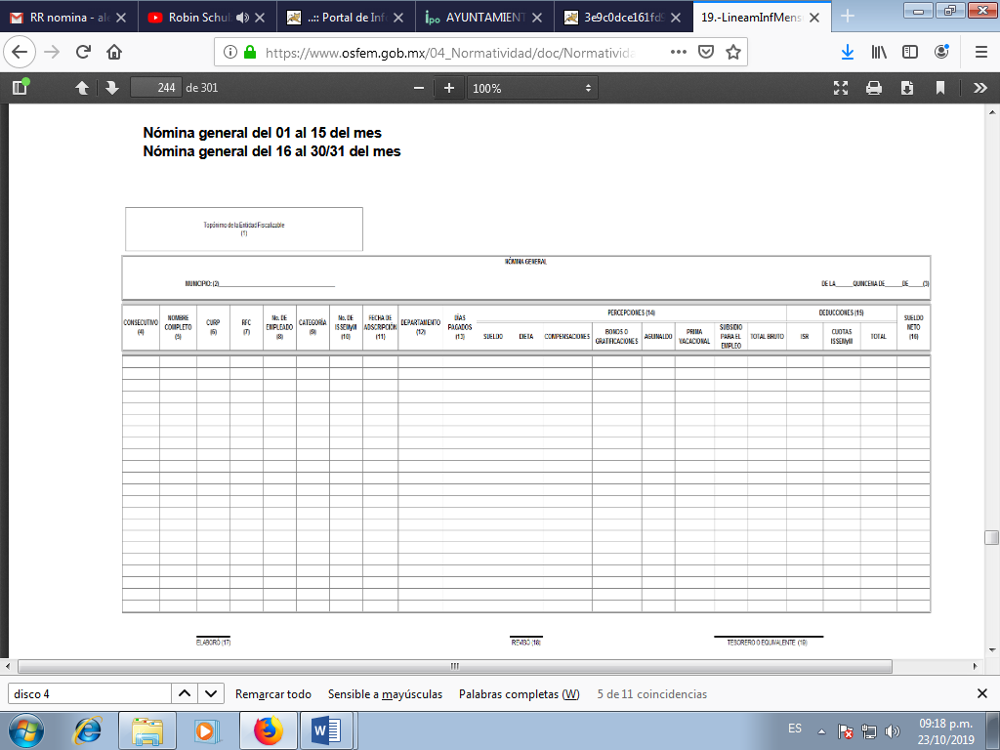 RR nomina - ale
Robin Schul
..:: Portal de Inf
ipo AYUNTAMIENT
3e9c0dce161fd9
19.-LineamInfMens
https://www.osfem.gob.mx/04_Normatividad/doc/Normativida
244 de 301
100%
Nómina general del 01 al 15 del mes
Nómina general del 16 al 30/31 del mes
Topónimo de la Entidad Fiscalizable
(1)
NÓMINA GENERAL
MUNICIPIO: (2)
DE LA_____QUINCENA DE_____DE____(3)
CONSECUTIVO (4)
NOMBRE COMPLETO (5)
CURP (6)
RFC (7)
No. DE EMPLEADO (8)
CATEGORÍA (9)
No. DE ISSEMyM (10)
FECHA DE ADSCRIPCIÓN (11)
DEPARTAMENTO (12)
DÍAS PAGADOS (13)
PERCEPCIONES (14)
SUELDO
DIETA
COMPENSACIONES
BONOS O GRATIFICACIONES
AGUINALDO
PRIMA VACACIONAL
SUBSIDIO PARA EL EMPLEO
TOTAL BRUTO
DEDUCCIONES (15)
ISR
CUOTAS ISSEMyM
TOTAL
SUELDO NETO (16)
ELABORÓ (17)
REVISÓ (18)
TESORERO O EQUIVALENTE (19)
disco 4
Remarcar todo
Sensible a mayúsculas
Palabras completas (W)
5 de 11 coincidencias
ES
09:18 p.m.
23/10/2019